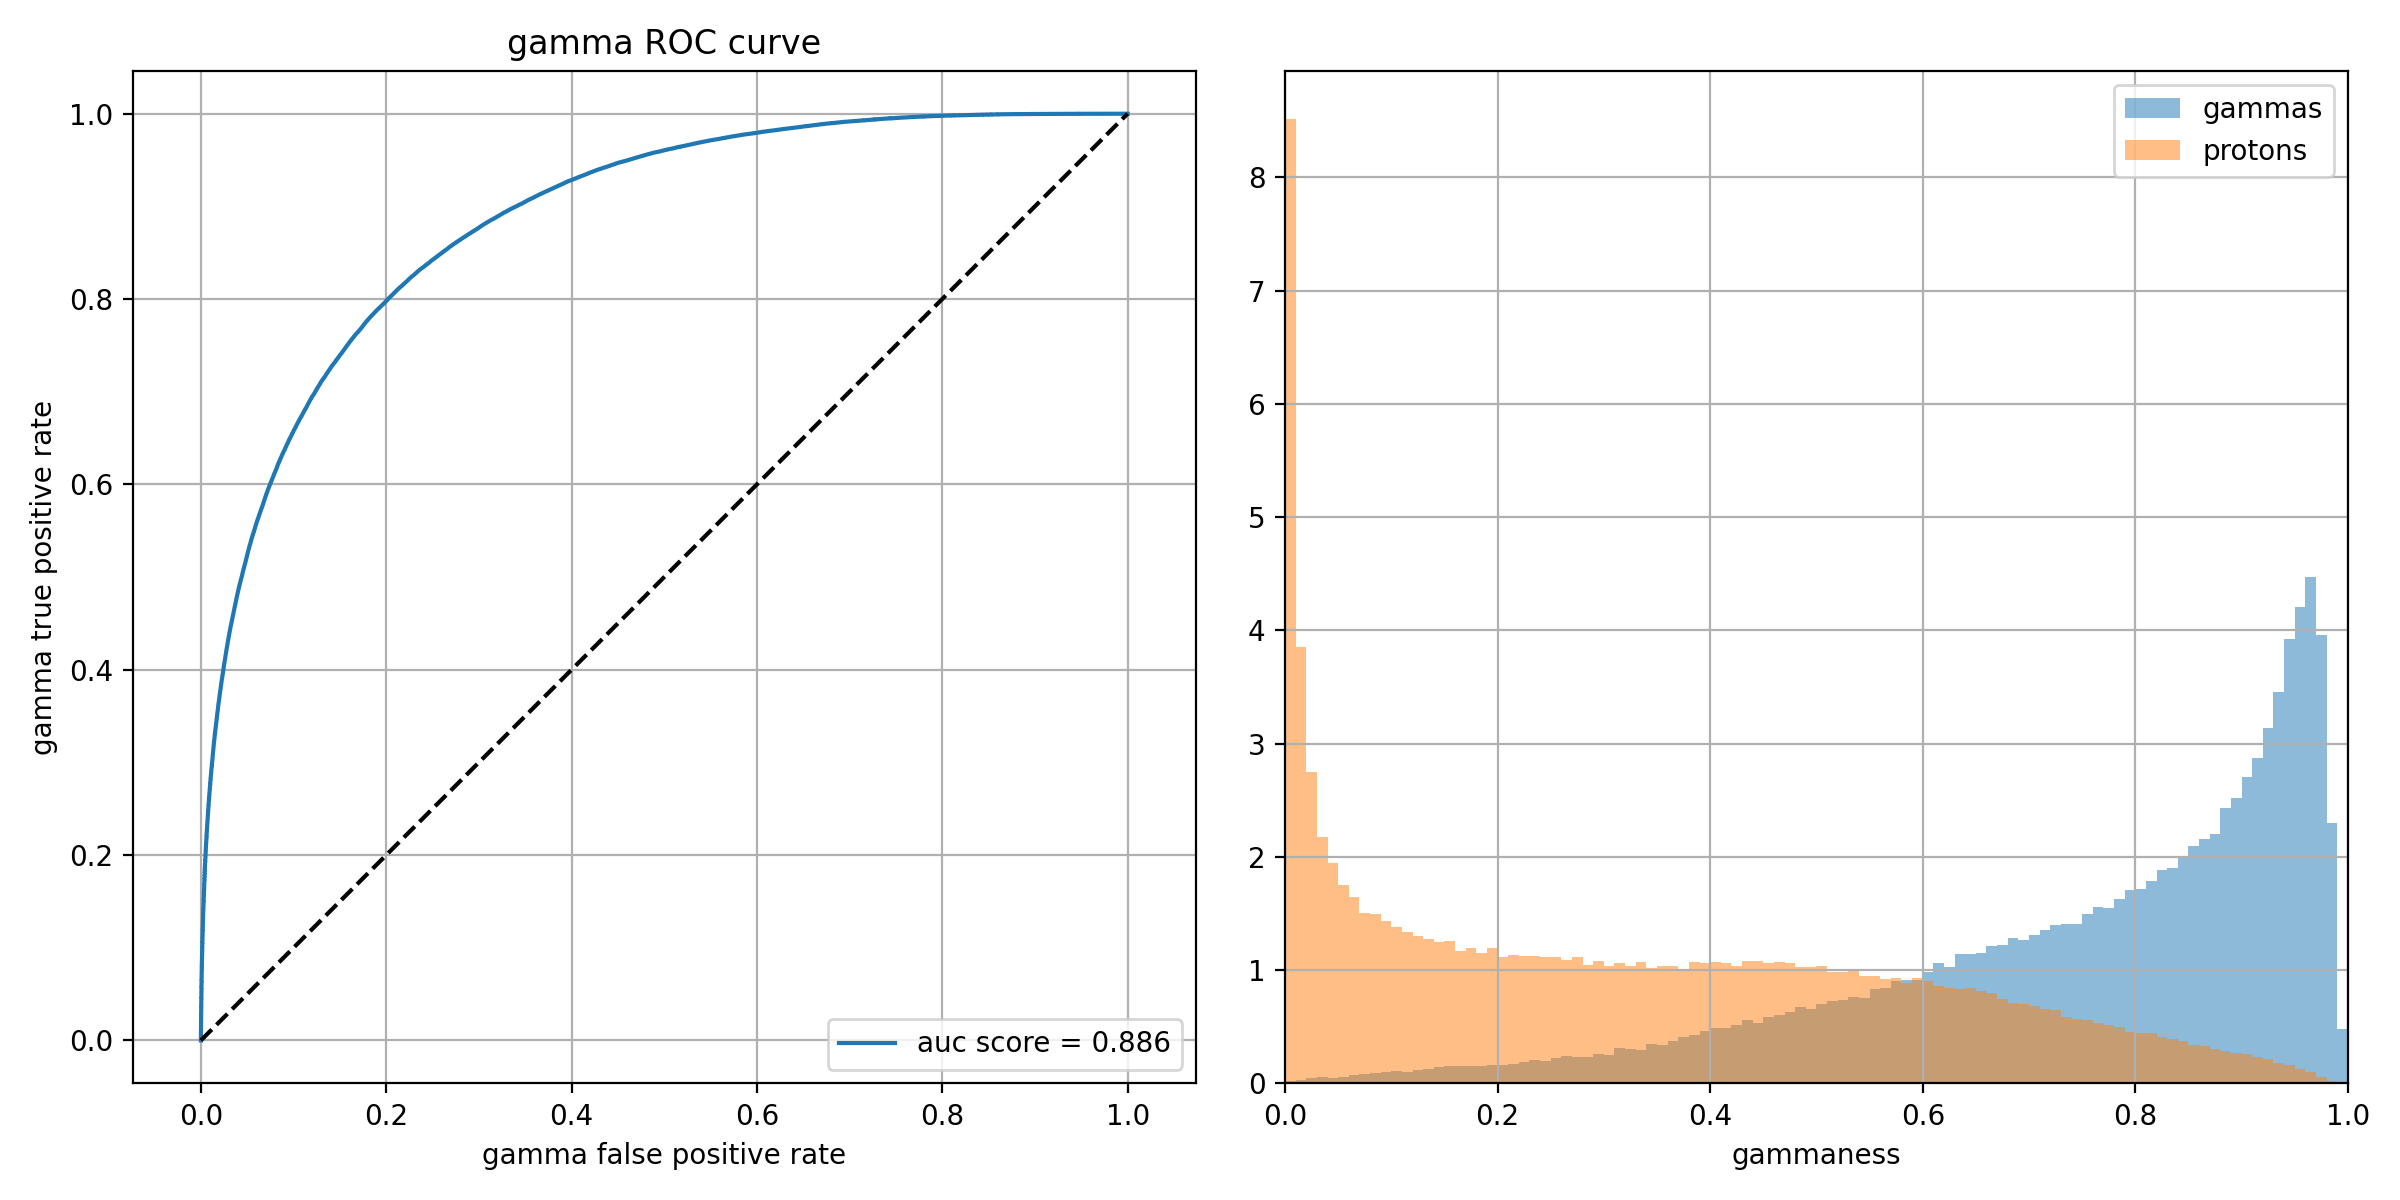 gamma ROC curve
gamma true positive rate
1.0
0.8
0.6
0.4
0.2
0.0
0.0 0.2 0.4 0.6 0.8 1.0
gamma false positive rate
auc score = 0.886
gammas
protons
8
7
6
5
4
3
2
1
0
0.0 0.2 0.4 0.6 0.8 1.0
gammaness